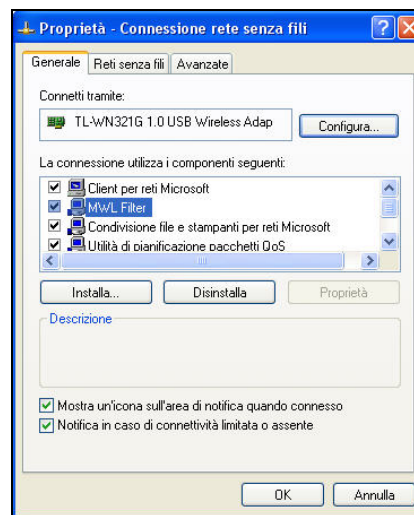 Proprietà - Connessione rete senza fili
Generale Reti senza fili Avanzate
Connetti tramite:
TL-WN321G 1.0 USB Wireless Adap
Configura...
La connessione utilizza i componenti seguenti:
Client per reti Microsoft
MWL Filter
Condivisione file e stampanti per reti Microsoft
Utilità di pianificazione pacchetti QoS
Installa... Disinstalla Proprietà
Descrizione
Mostra un'icona sull'area di notifica quando connesso
Notifica in caso di connettività limitata o assente
OK Annulla